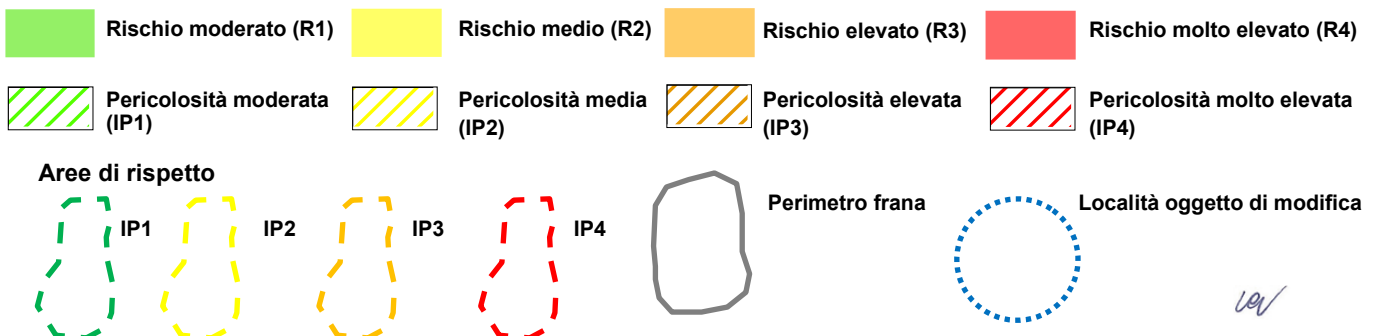 Rischio moderato (R1)
Rischio medio (R2)
Rischio elevato (R3)
Rischio molto elevato (R4)
Pericolosità moderata
(IP1)
Pericolosità media
(IP2)
Pericolosità elevata
(IP3)
Pericolosità molto elevata
(IP4)
Aree di rispetto
IP1
IP2
IP3
IP4
Perimetro frana
Località oggetto di modifica